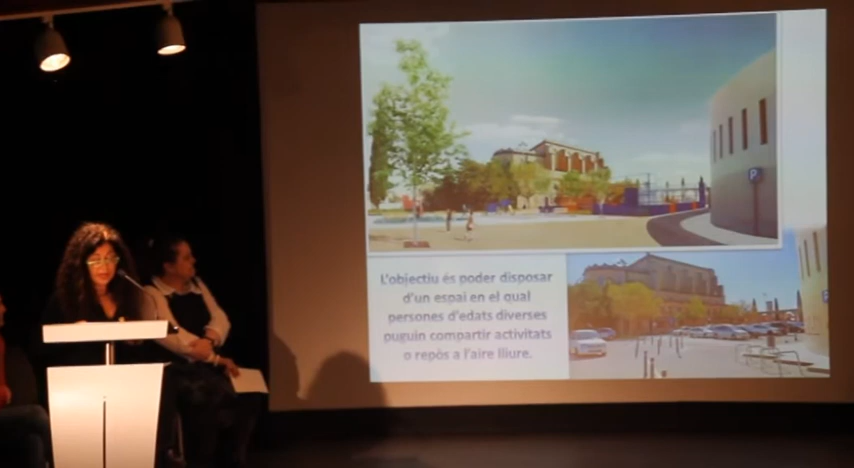 P
L'objectiu és poder disposar
d'un espai en el qual
persones d'edats diverses
puguin compartir activitats
o repòs a l'aire lliure.